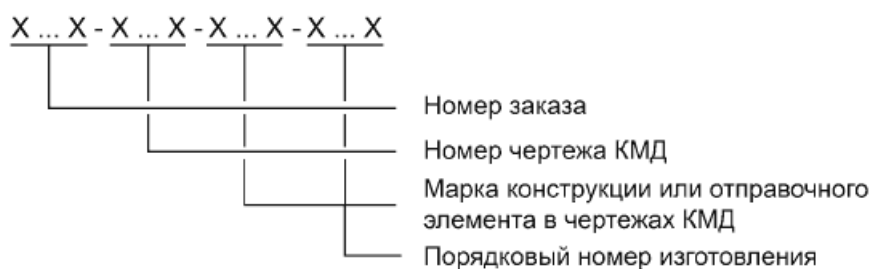 X ... X - X ... X - X ... X - X ... X
Номер заказа
Номер чертежа КМД
Марка конструкции или отправочного
элемента в чертежах КМД
Порядковый номер изготовления